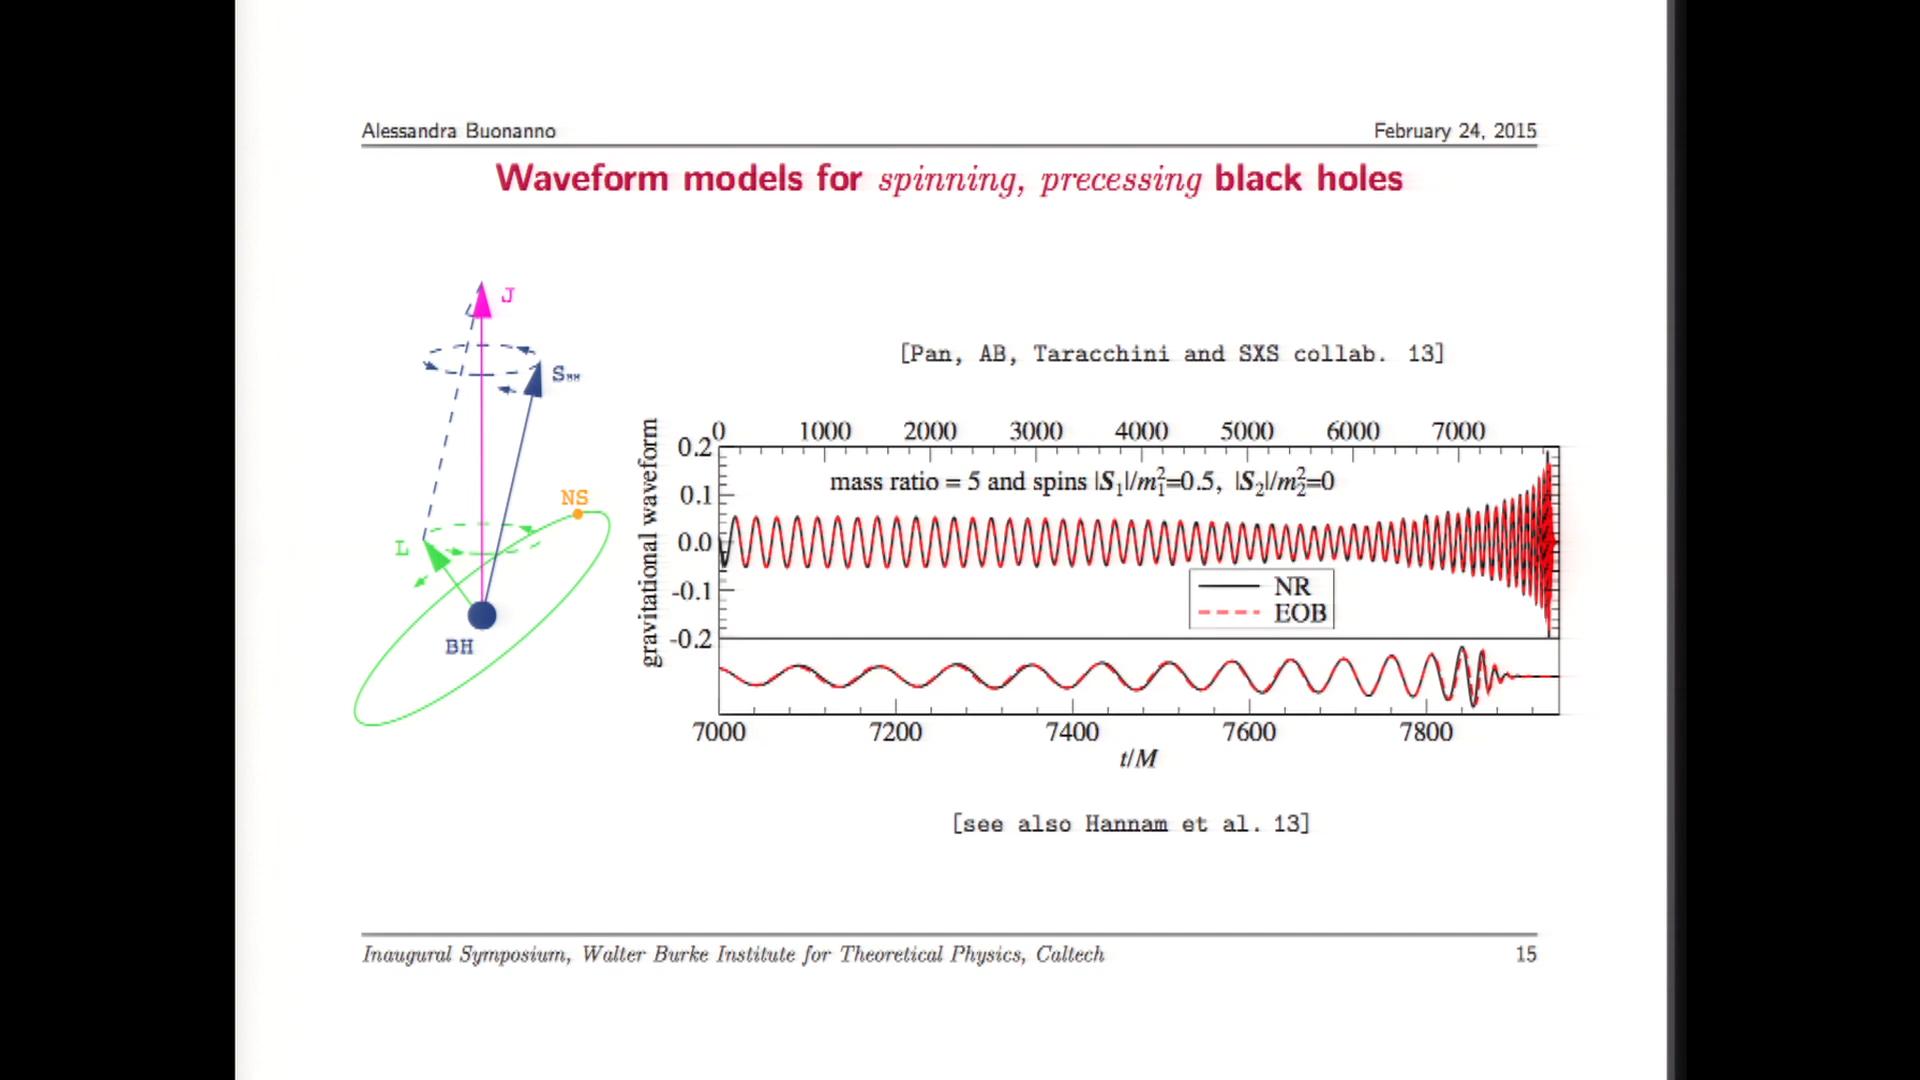 Alessandra Buonanno
February 24, 2015
Waveform models for spinning, precessing black holes
J
[Pan, AB, Taracchini and SXS collab. 13]
NS
L
BH
0 1000 2000 3000 4000 5000 6000 7000
gravitational waveform
0.2
mass ratio = 5 and spins |S₁|/m₁²=0.5, |S₂|/m₂²=0
0.1
0.0
-0.1
-0.2
NR
EOB
7000 7200 7400 7600 7800
t/M
[see also Hannam et al. 13]
Inaugural Symposium, Walter Burke Institute for Theoretical Physics, Caltech
15